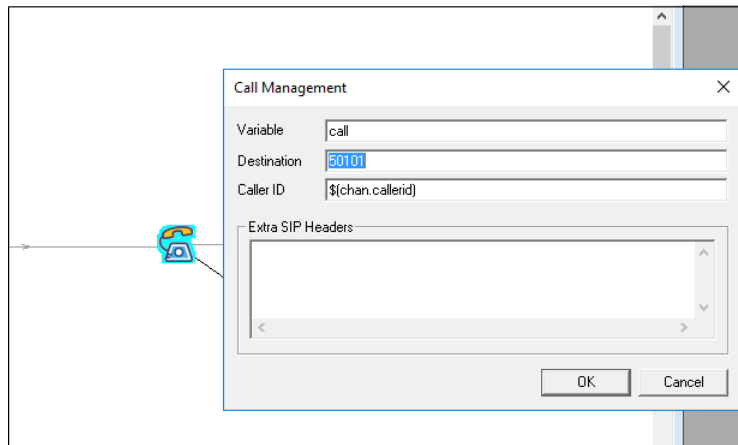 Call Management
Variable call
Destination 50101
Caller ID $(chan.callerid)
Extra SIP Headers
OK Cancel